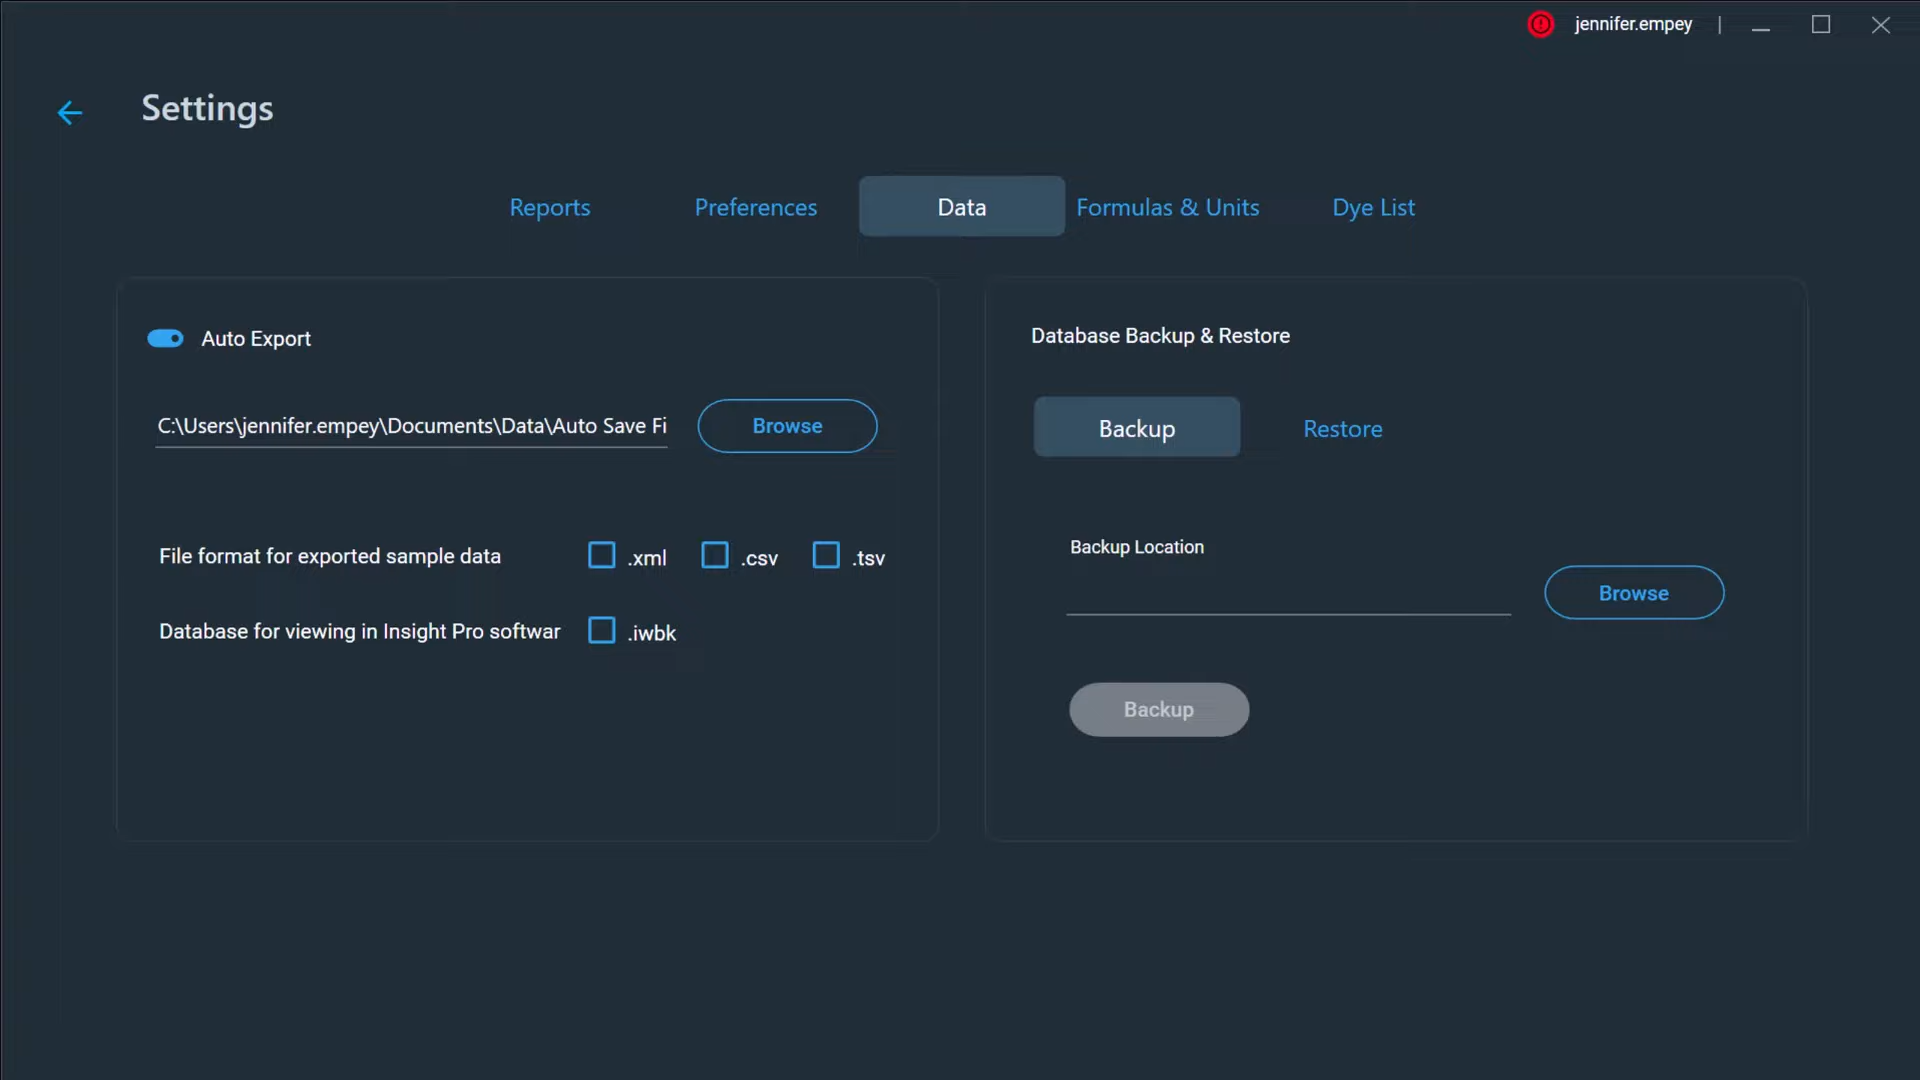 jennifer.empey |
Settings
Reports Preferences Data Formulas & Units Dye List
Auto Export
C:\Users\jennifer.empey\Documents\Data\Auto Save Fi Browse
File format for exported sample data .xml .csv .tsv
Database for viewing in Insight Pro softwar .iwbk
Database Backup & Restore
Backup Restore
Backup Location
Browse
Backup